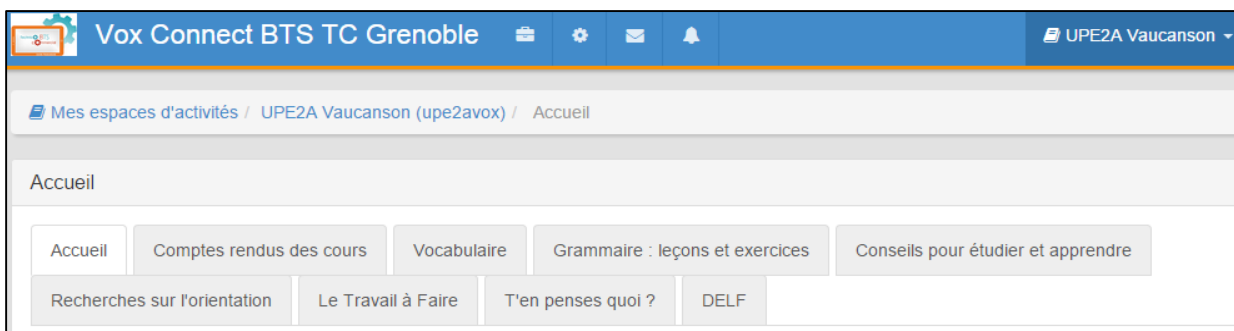 Vox Connect BTS TC Grenoble
UPE2A Vaucanson
Mes espaces d'activités / UPE2A Vaucanson (upe2avox) / Accueil
Accueil
Accueil Comptes rendus des cours Vocabulaire Grammaire : leçons et exercices Conseils pour étudier et apprendre
Recherches sur l'orientation Le Travail à Faire T'en penses quoi ? DELF